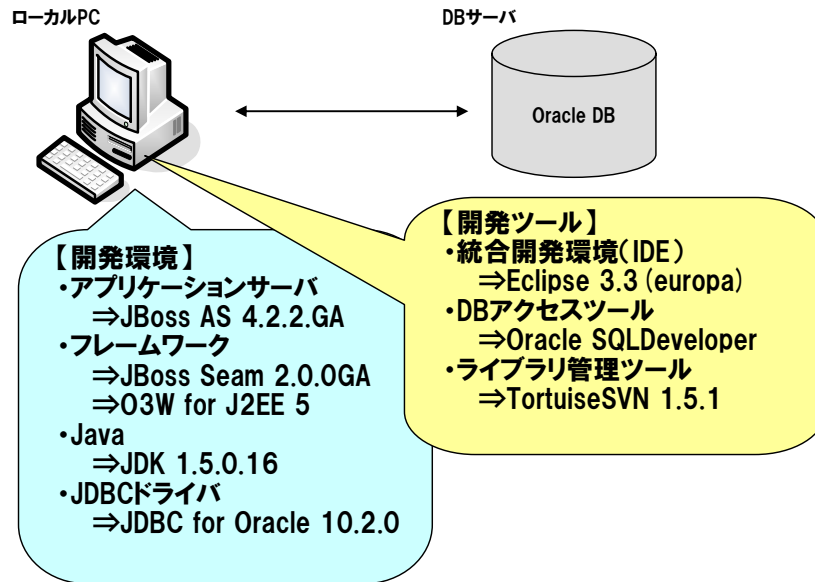 ローカルPC
DBサーバ
Oracle DB
【開発環境】
・アプリケーションサーバ
⇒JBoss AS 4.2.2.GA
・フレームワーク
⇒JBoss Seam 2.0.0GA
⇒O3W for J2EE 5
・Java
⇒JDK 1.5.0.16
・JDBCドライバ
⇒JDBC for Oracle 10.2.0
【開発ツール】
・統合開発環境(IDE)
⇒Eclipse 3.3(europa)
・DBアクセスツール
⇒Oracle SQLDeveloper
・ライブラリ管理ツール
⇒TortuiseSVN 1.5.1